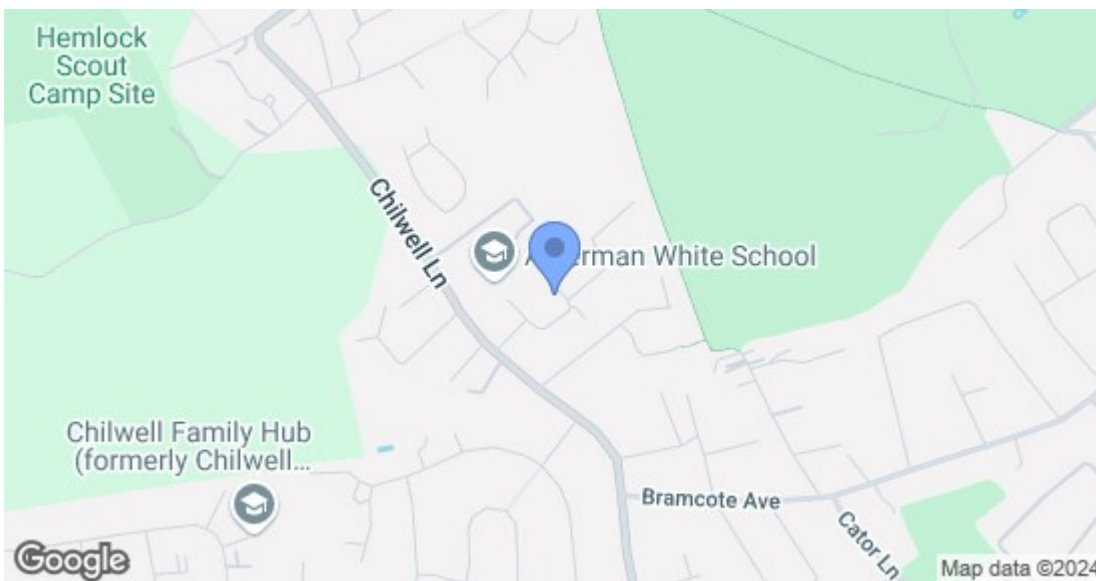 Hemlock
Scout
Camp Site
Chilwell Ln
White School
Chilwell Family Hub
(formerly Chilwell...
Bramcote Ave
Cator Ln
Google
Map data ©2024